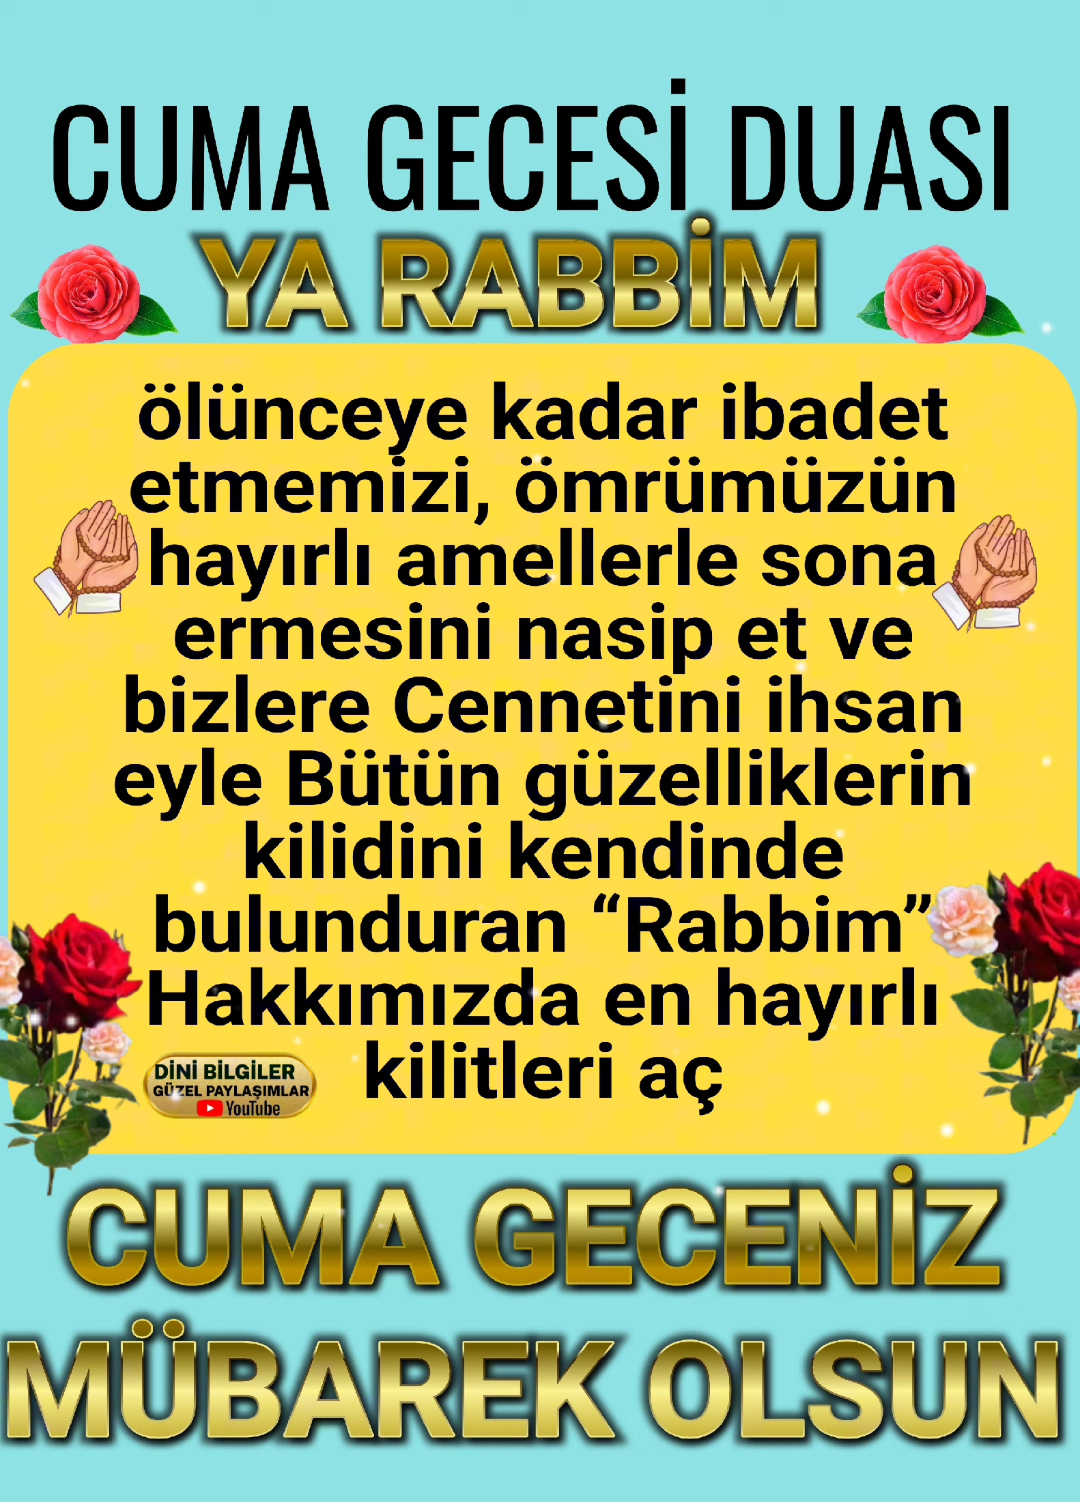 CUMA GECESİ DUASI
YA RABBİM
ölünceye kadar ibadet
etmemizi, ömrümüzün
hayırlı amellerle sona
ermesini nasip et ve
bizlere Cennetini ihsan
eyle Bütün güzelliklerin
kilidini kendinde
bulunduran “Rabbim”
Hakkımızda en hayırlı
kilitleri aç
DİNİ BİLGİLER
GÜZEL PAYLAŞIMLAR
YouTube
CUMA GECENİZ
MÜBAREK OLSUN